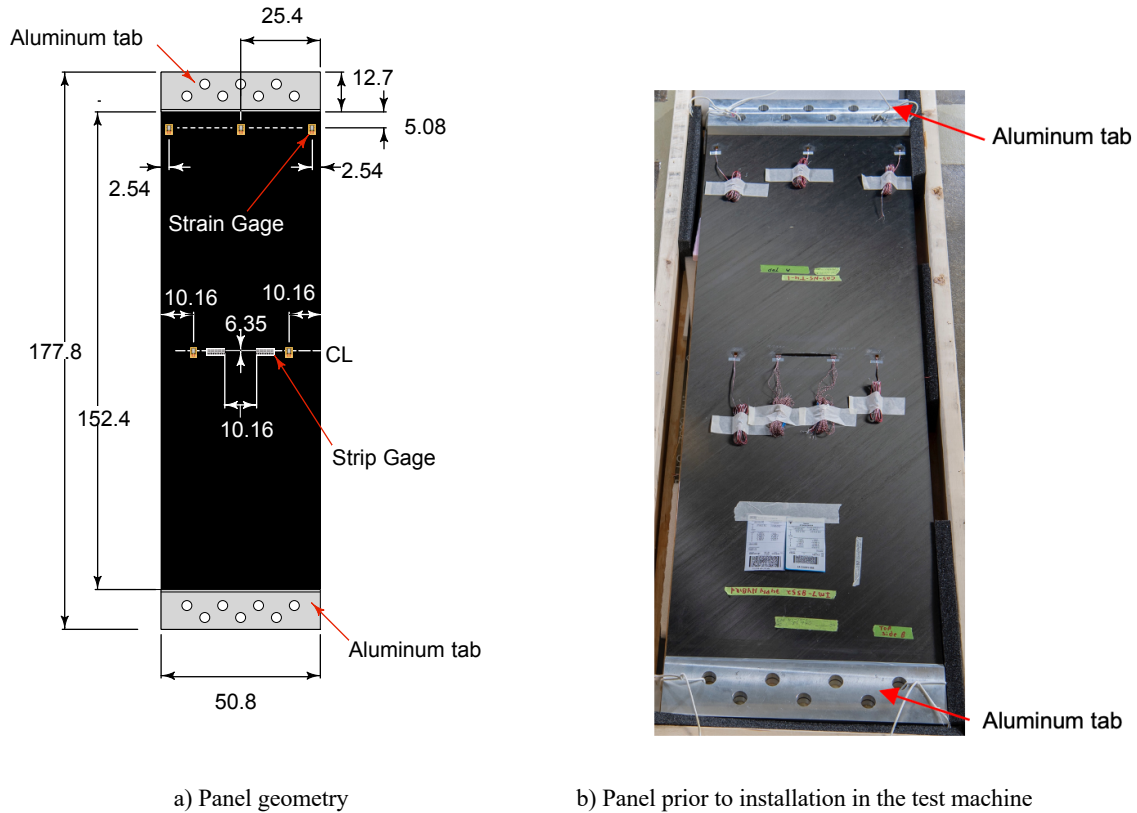 25.4
Aluminum tab
12.7
5.08
2.54
2.54
Strain Gage
10.16
10.16
6.35
177.8
CL
152.4
10.16
Strip Gage
Aluminum tab
50.8
Aluminum tab
Aluminum tab
a) Panel geometry
b) Panel prior to installation in the test machine